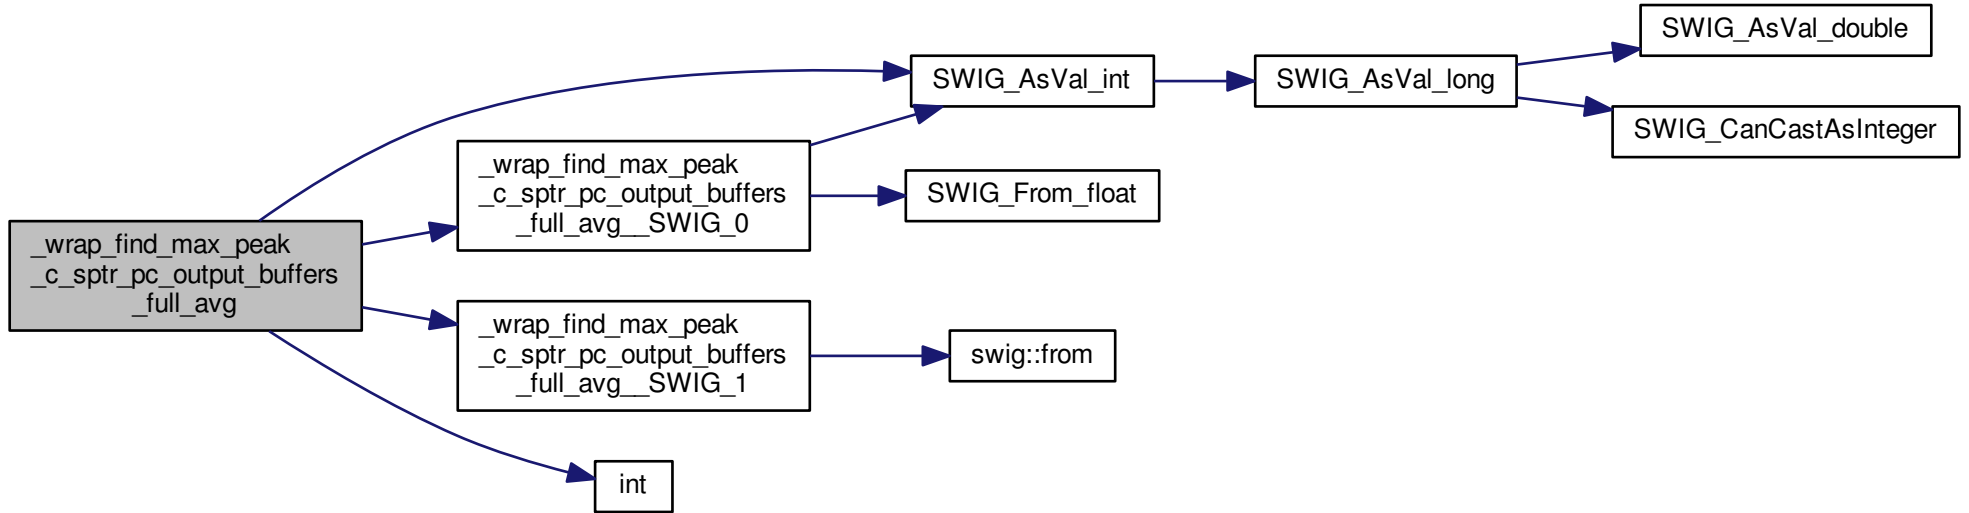 _wrap_find_max_peak
_c_sptr_pc_output_buffers
_full_avg
_wrap_find_max_peak
_c_sptr_pc_output_buffers
_full_avg__SWIG_0
_wrap_find_max_peak
_c_sptr_pc_output_buffers
_full_avg__SWIG_1
int
SWIG_AsVal_int
SWIG_From_float
swig::from
SWIG_AsVal_long
SWIG_AsVal_double
SWIG_CanCastAsInteger